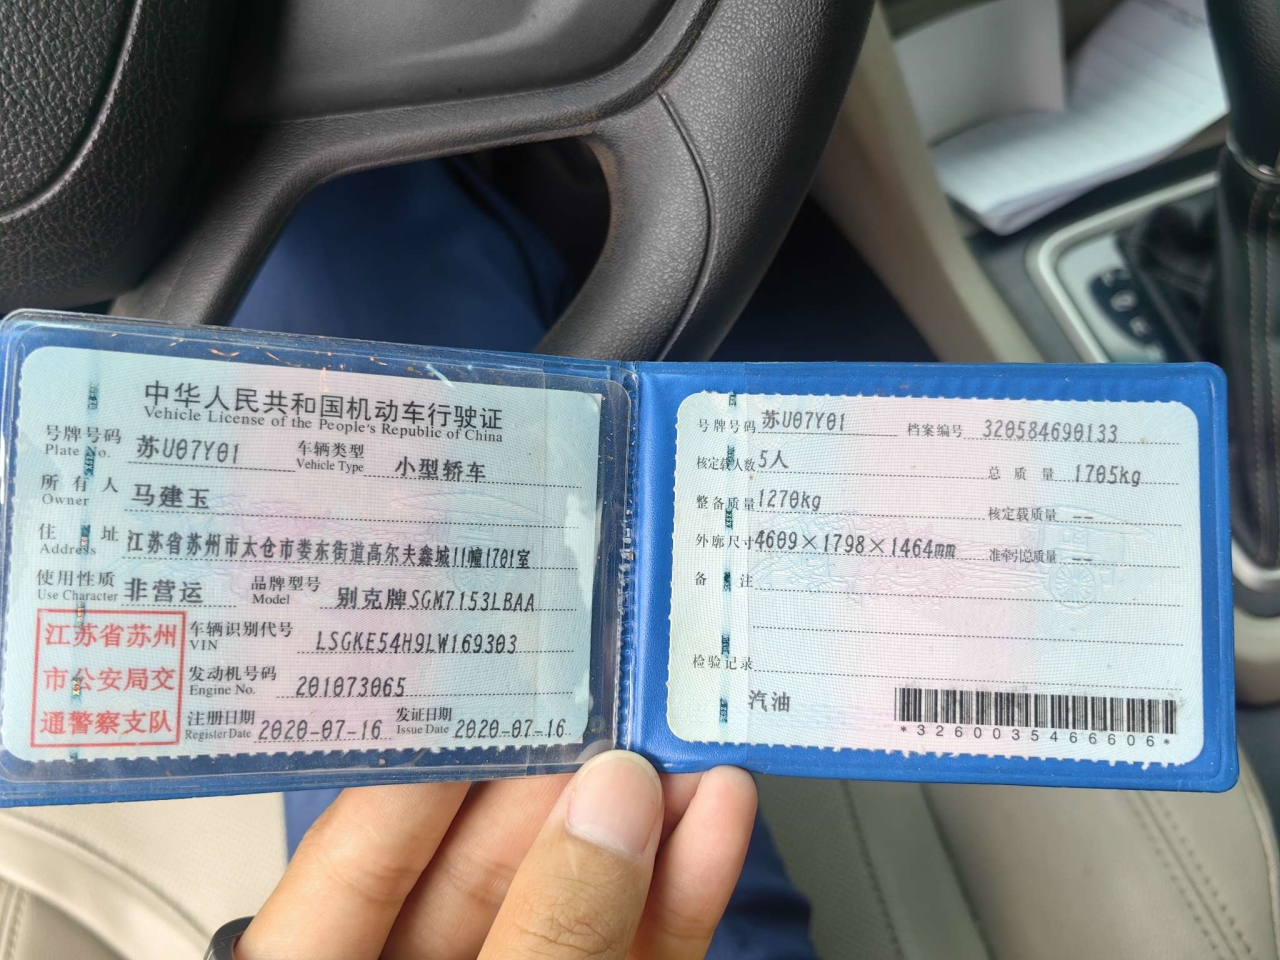 中华人民共和国机动车行驶证
Vehicle License of the People's Republic of China
号牌号码 苏U07Y01 车辆类型 小型轿车
Plate No. Vehicle Type
所有人 马建玉
Owner
住址 江苏省苏州市太仓市娄东街道高尔夫鑫城11幢1701室
Address
使用性质 非营运 品牌型号 别克牌SGM7153LBAA
Use Character Model
江苏省苏州
市公安局交
通警察支队
车辆识别代号 LSGKE54H9LW169303
VIN
发动机号码 201073065
Engine No.
注册日期 2020-07-16 发证日期 2020-07-16
Register Date Issue Date
号牌号码 苏U07Y01 档案编号 320584690133
核定载人数 5人 总质量 1705kg
整备质量 1270kg 核定载质量 --
外廓尺寸 4609×1798×1464mm 准牵引总质量 --
备注
检验记录
汽油
*3260035466606*